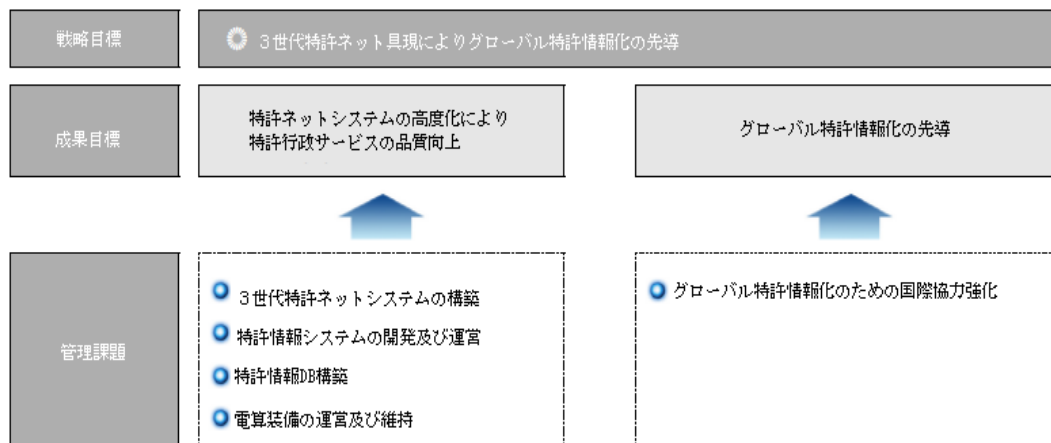 戦略目標
３世代特許ネット具現によりグローバル特許情報化の先導
成果目標
特許ネットシステムの高度化により
特許行政サービスの品質向上
グローバル特許情報化の先導
管理課題
３世代特許ネットシステムの構築
特許情報システムの開発及び運営
特許情報DB構築
電算装備の運営及び維持
グローバル特許情報化のための国際協力強化